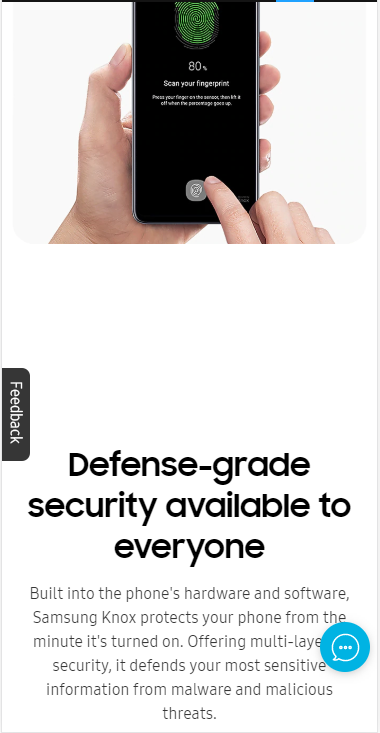 80%
Scan your fingerprint
Press your finger on the sensor, then lift it
off when the percentage goes up.
Feedback
Defense-grade
security available to
everyone
Built into the phone's hardware and software,
Samsung Knox protects your phone from the
minute it's turned on. Offering multi-laye
security, it defends your most sensitive
information from malware and malicious
threats.